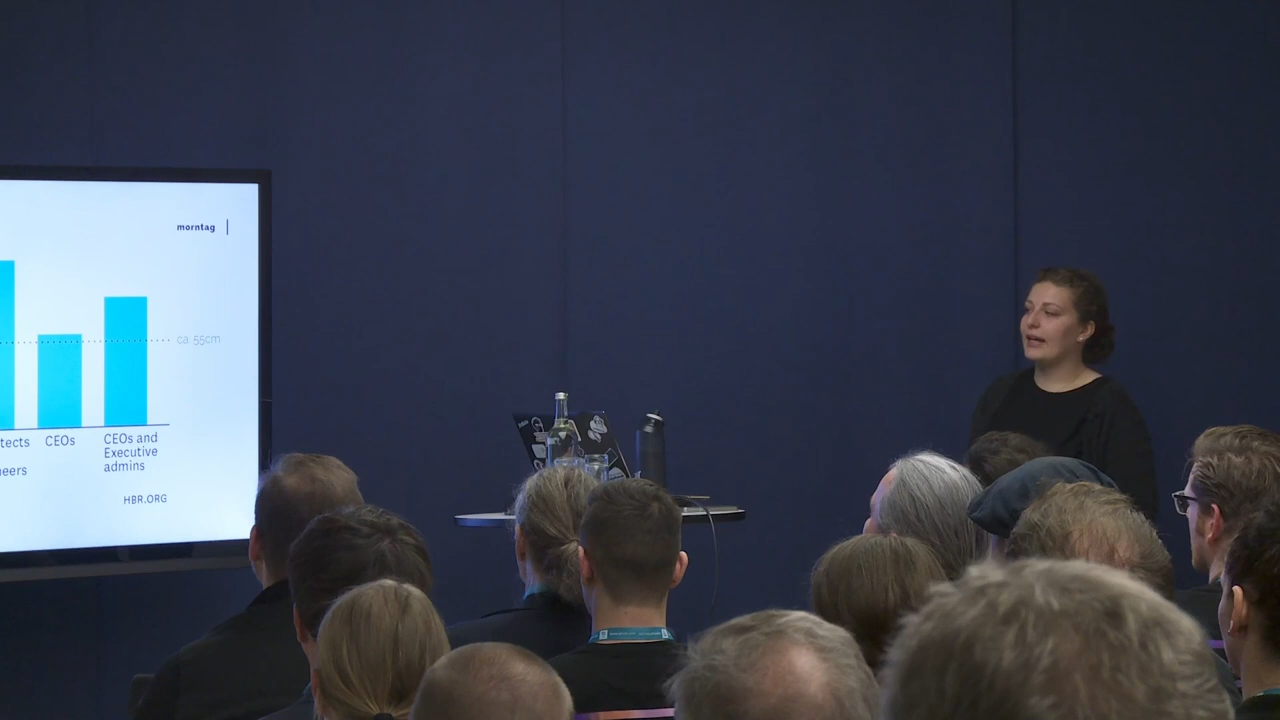 morntag
ca. 55cm
tects
CEOs
CEOs and
Executive
admins
neers
HBR.ORG